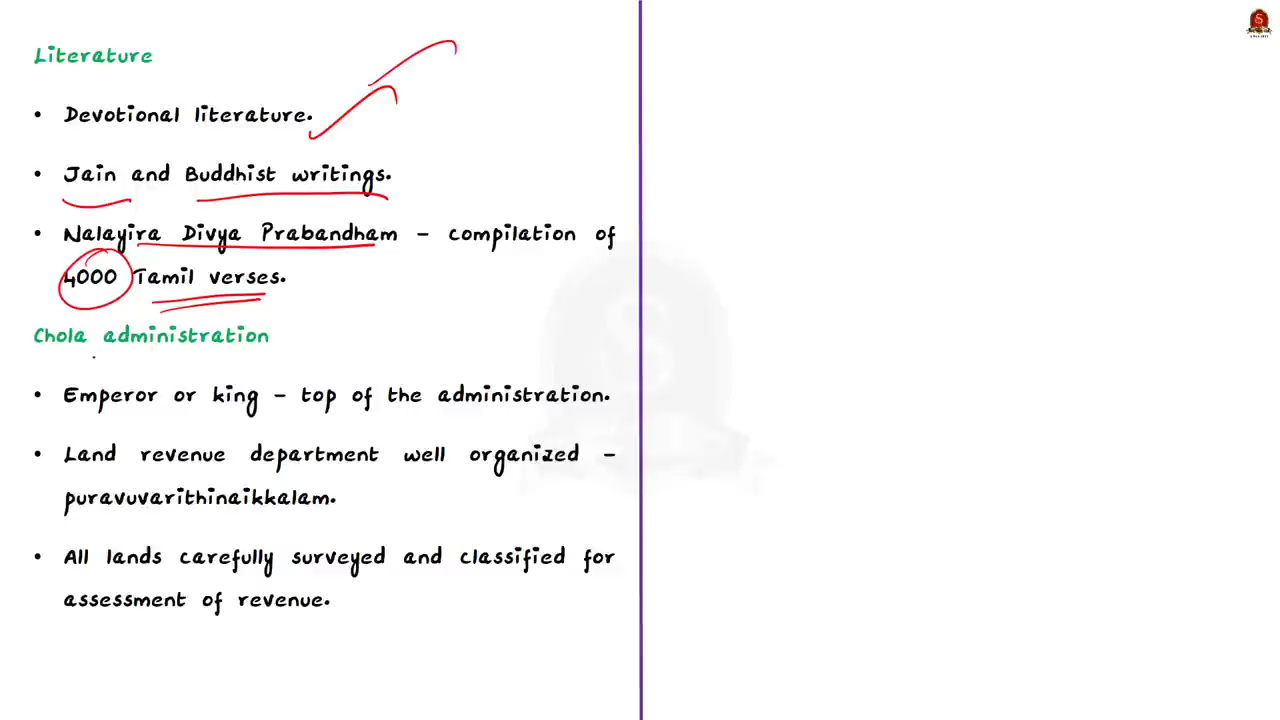 Literature
• Devotional literature.
• Jain and Buddhist writings.
• Nalayira Divya Prabandham – compilation of
4000 Tamil verses.
Chola administration
• Emperor or king – top of the administration.
• Land revenue department well organized –
puravuvarithinaikkalam.
• All lands carefully surveyed and classified for
assessment of revenue.